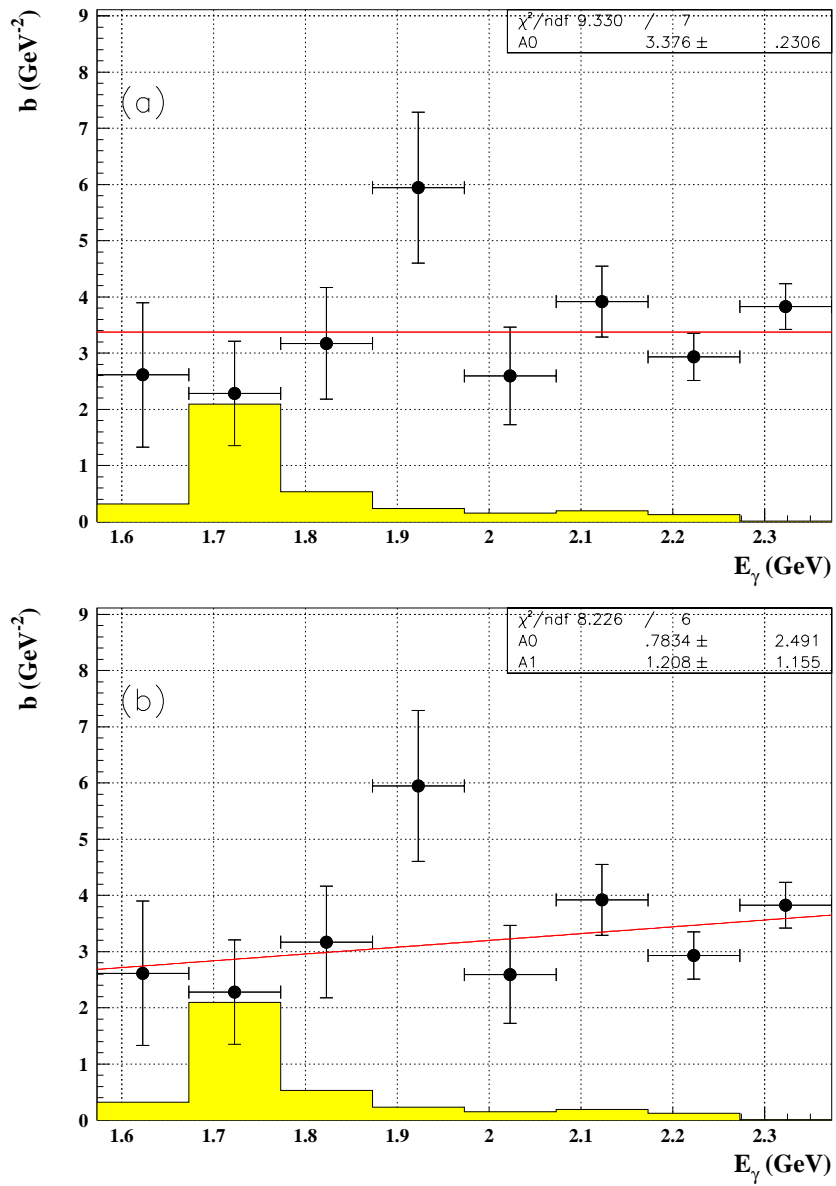 χ²/ndf 9.330 / 7
A0 3.376 ± .2306
b (GeV⁻²)
(a)
9
8
7
6
5
4
3
2
1
0
1.6 1.7 1.8 1.9 2 2.1 2.2 2.3
E_γ (GeV)
χ²/ndf 8.226 / 6
A0 .7834 ± 2.491
A1 1.208 ± 1.155
b (GeV⁻²)
(b)
9
8
7
6
5
4
3
2
1
0
1.6 1.7 1.8 1.9 2 2.1 2.2 2.3
E_γ (GeV)